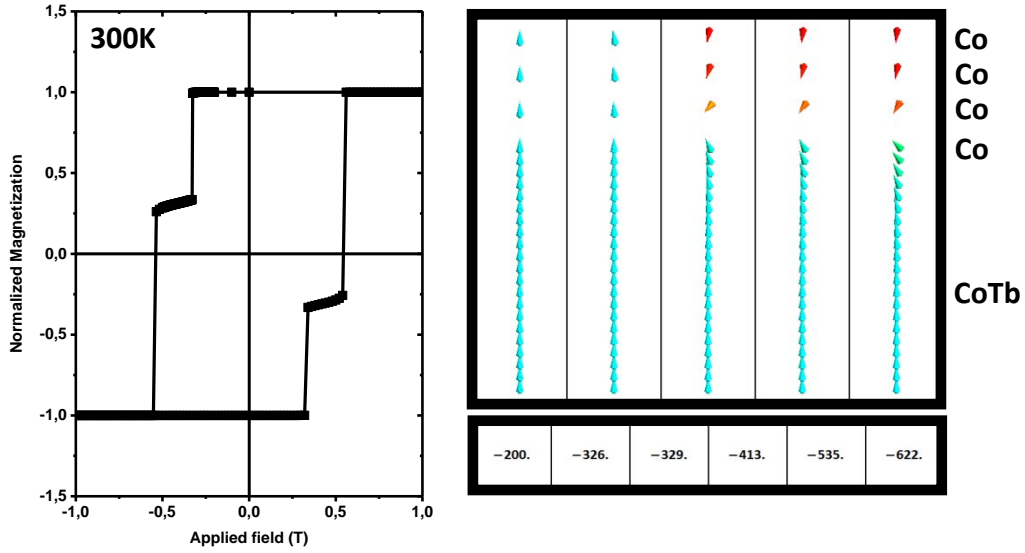 300K
1,5
1,0
0,5
0,0
-0,5
-1,0
-1,5
Normalized Magnetization
-1,0 -0,5 0,0 0,5 1,0
Applied field (T)
Co
Co
Co
Co
CoTb
−200. −326. −329. −413. −535. −622.